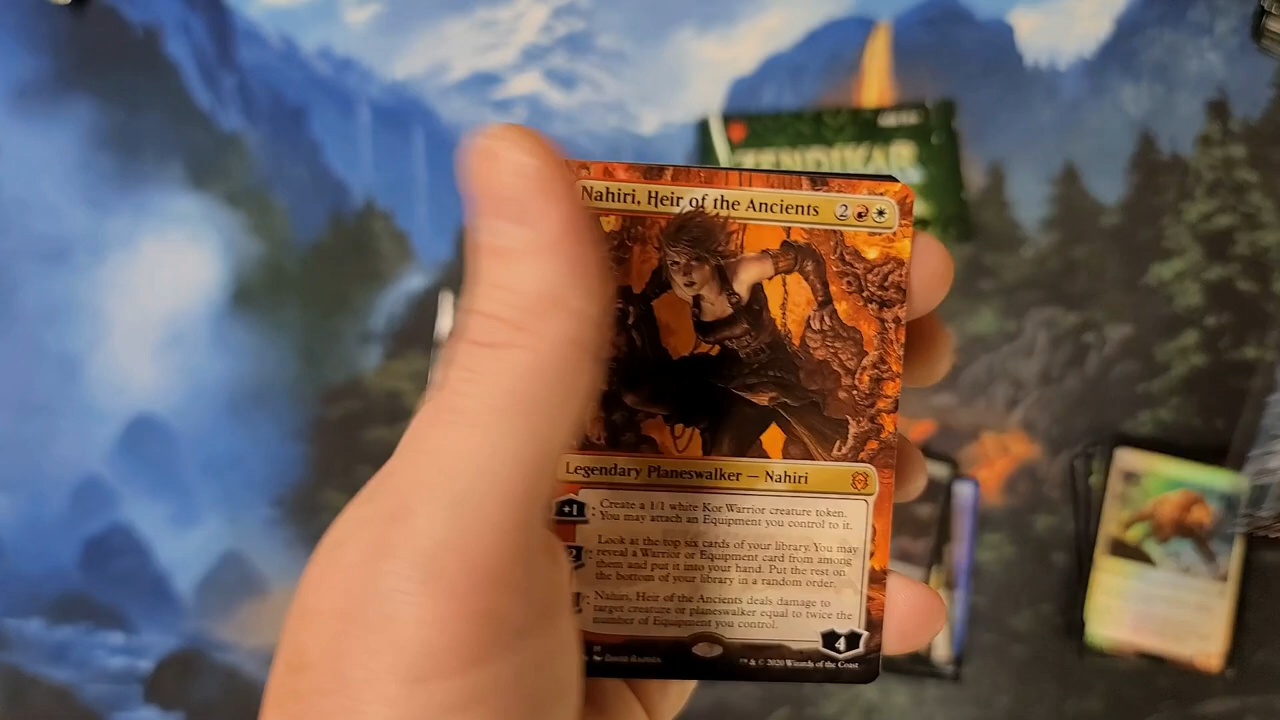 ZENDIKAR
Nahiri, Heir of the Ancients 2
Legendary Planeswalker — Nahiri
+1 : Create a 1/1 white Kor Warrior creature token.
You may attach an Equipment you control to it.
2 : Look at the top six cards of your library. You may
reveal a Warrior or Equipment card from among
them and put it into your hand. Put the rest on
the bottom of your library in a random order.
: Nahiri, Heir of the Ancients deals damage to
target creature or planeswalker equal to twice the
number of Equipment you control.
4
™ & © 2020 Wizards of the Coast